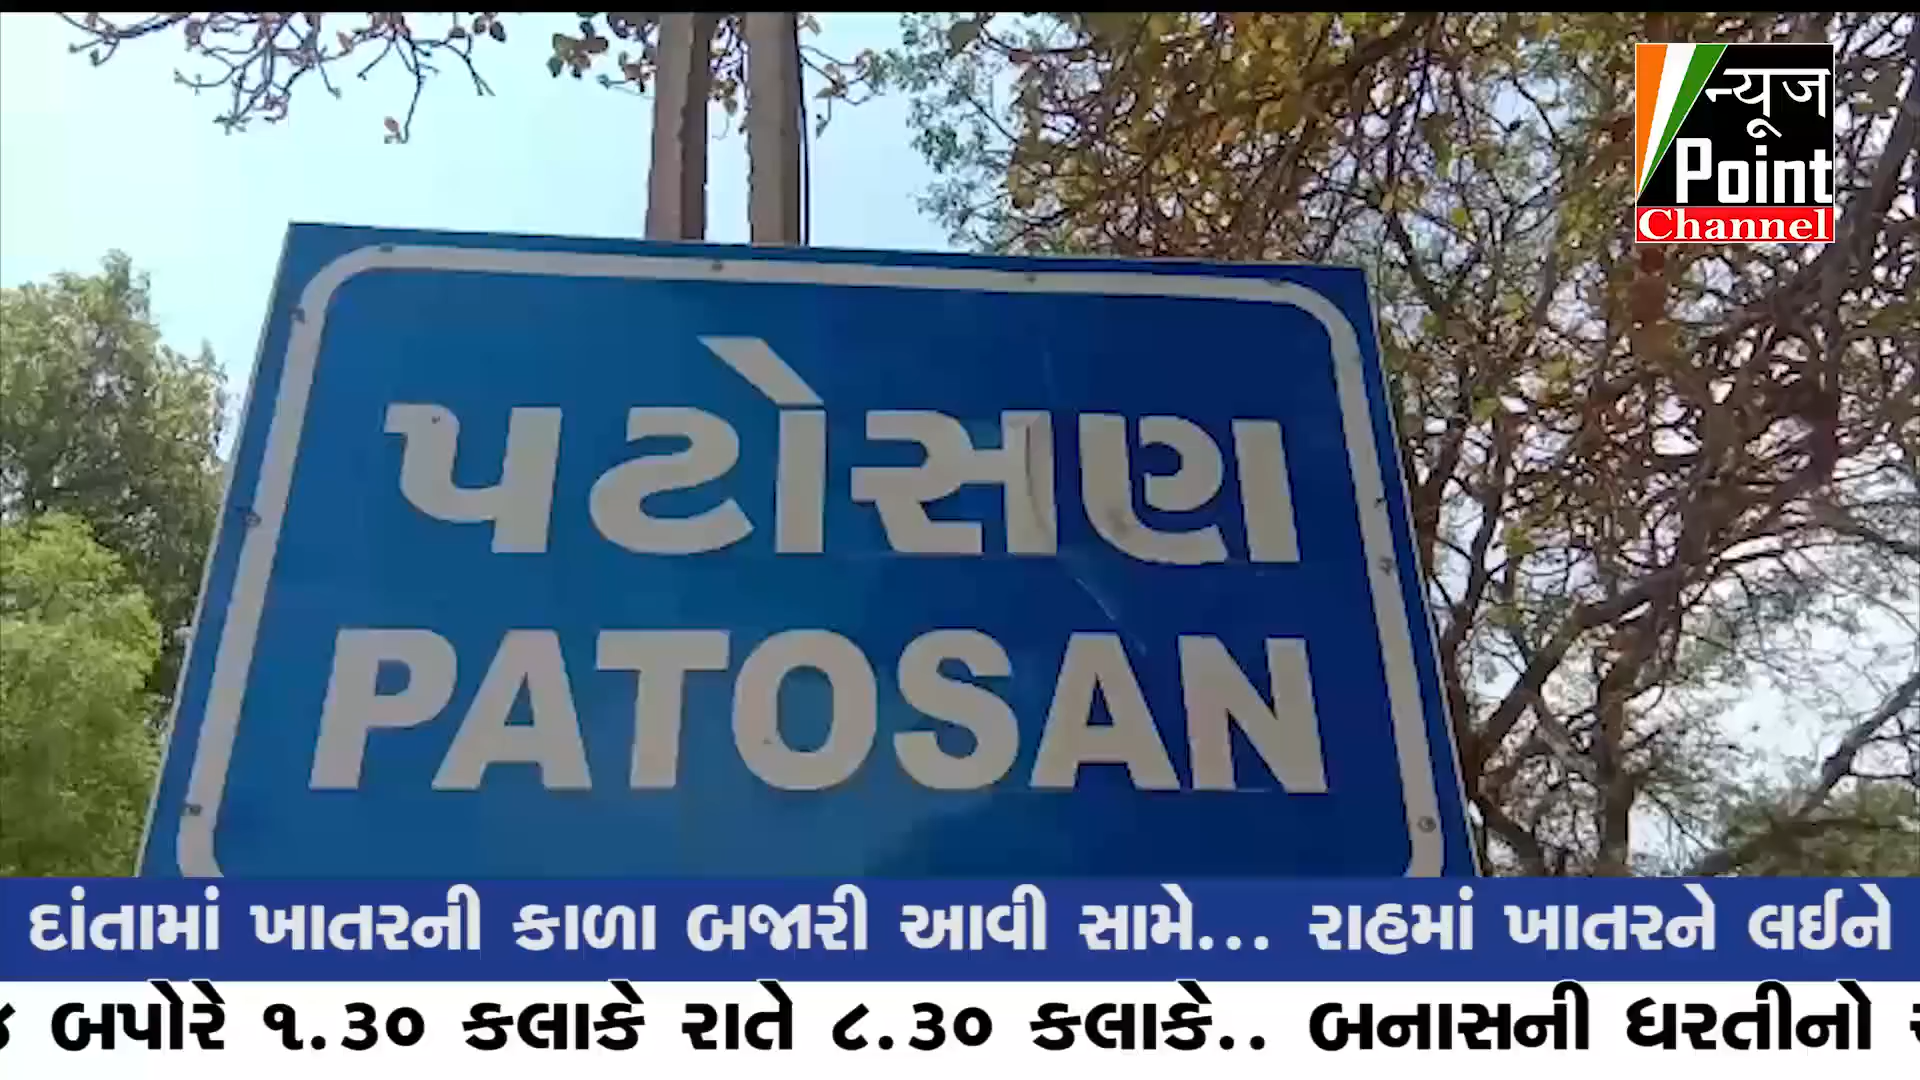 न्यूज
Point
Channel
પટોસણ
PATOSAN
દાંતામાં ખાતરની કાળા બજારી આવી સામે... રાહમાં ખાતરને લઈને
બપોરે ૧.૩૦ કલાકે રાતે ૮.૩૦ કલાકે.. બનાસની ધરતીનો